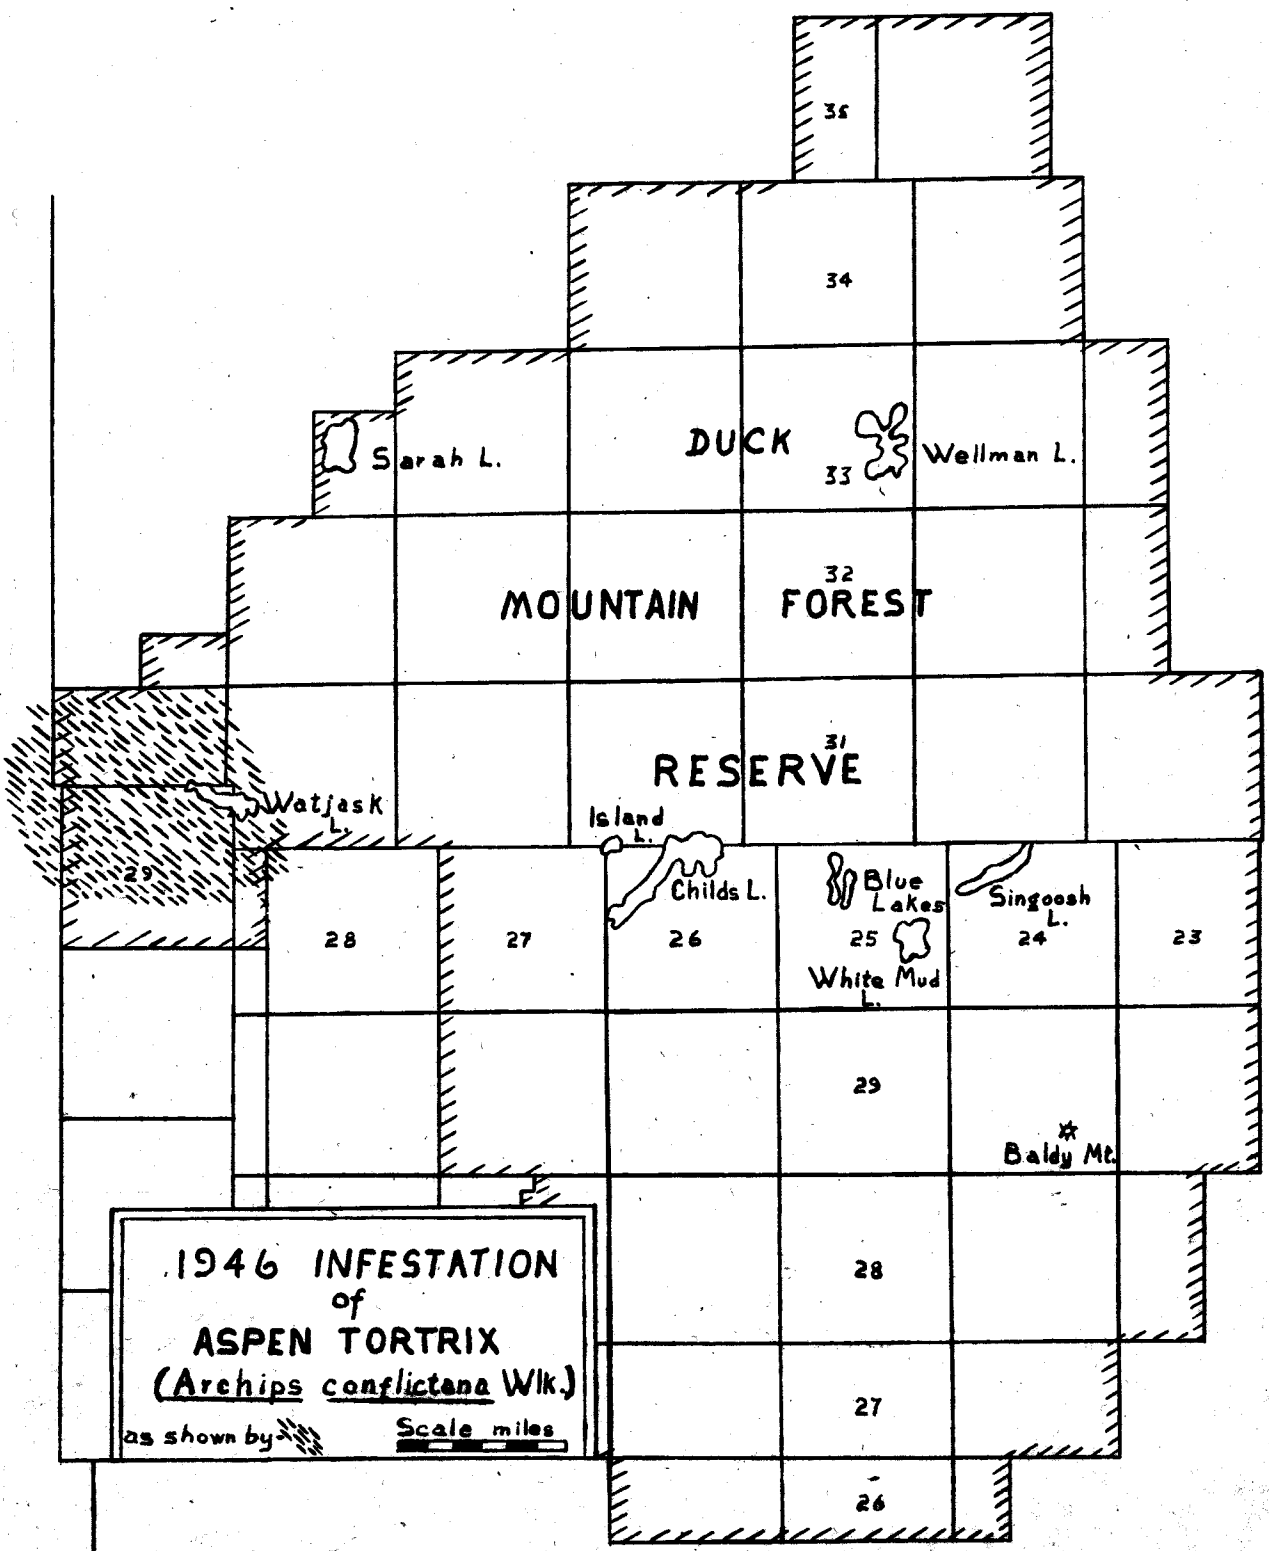 35
34
DUCK
33
Sarah L.
Wellman L.
32
MOUNTAIN FOREST
31
RESERVE
Watjask
L.
Island
L.
29
Childs L.
Blue
Lakes
Singoosh
L.
28
27
26
25
24
23
White Mud
L.
29
Baldy Mt.
28
27
26
1946 INFESTATION
of
ASPEN TORTRIX
(Archips conflictana Wlk.)
as shown by
Scale miles